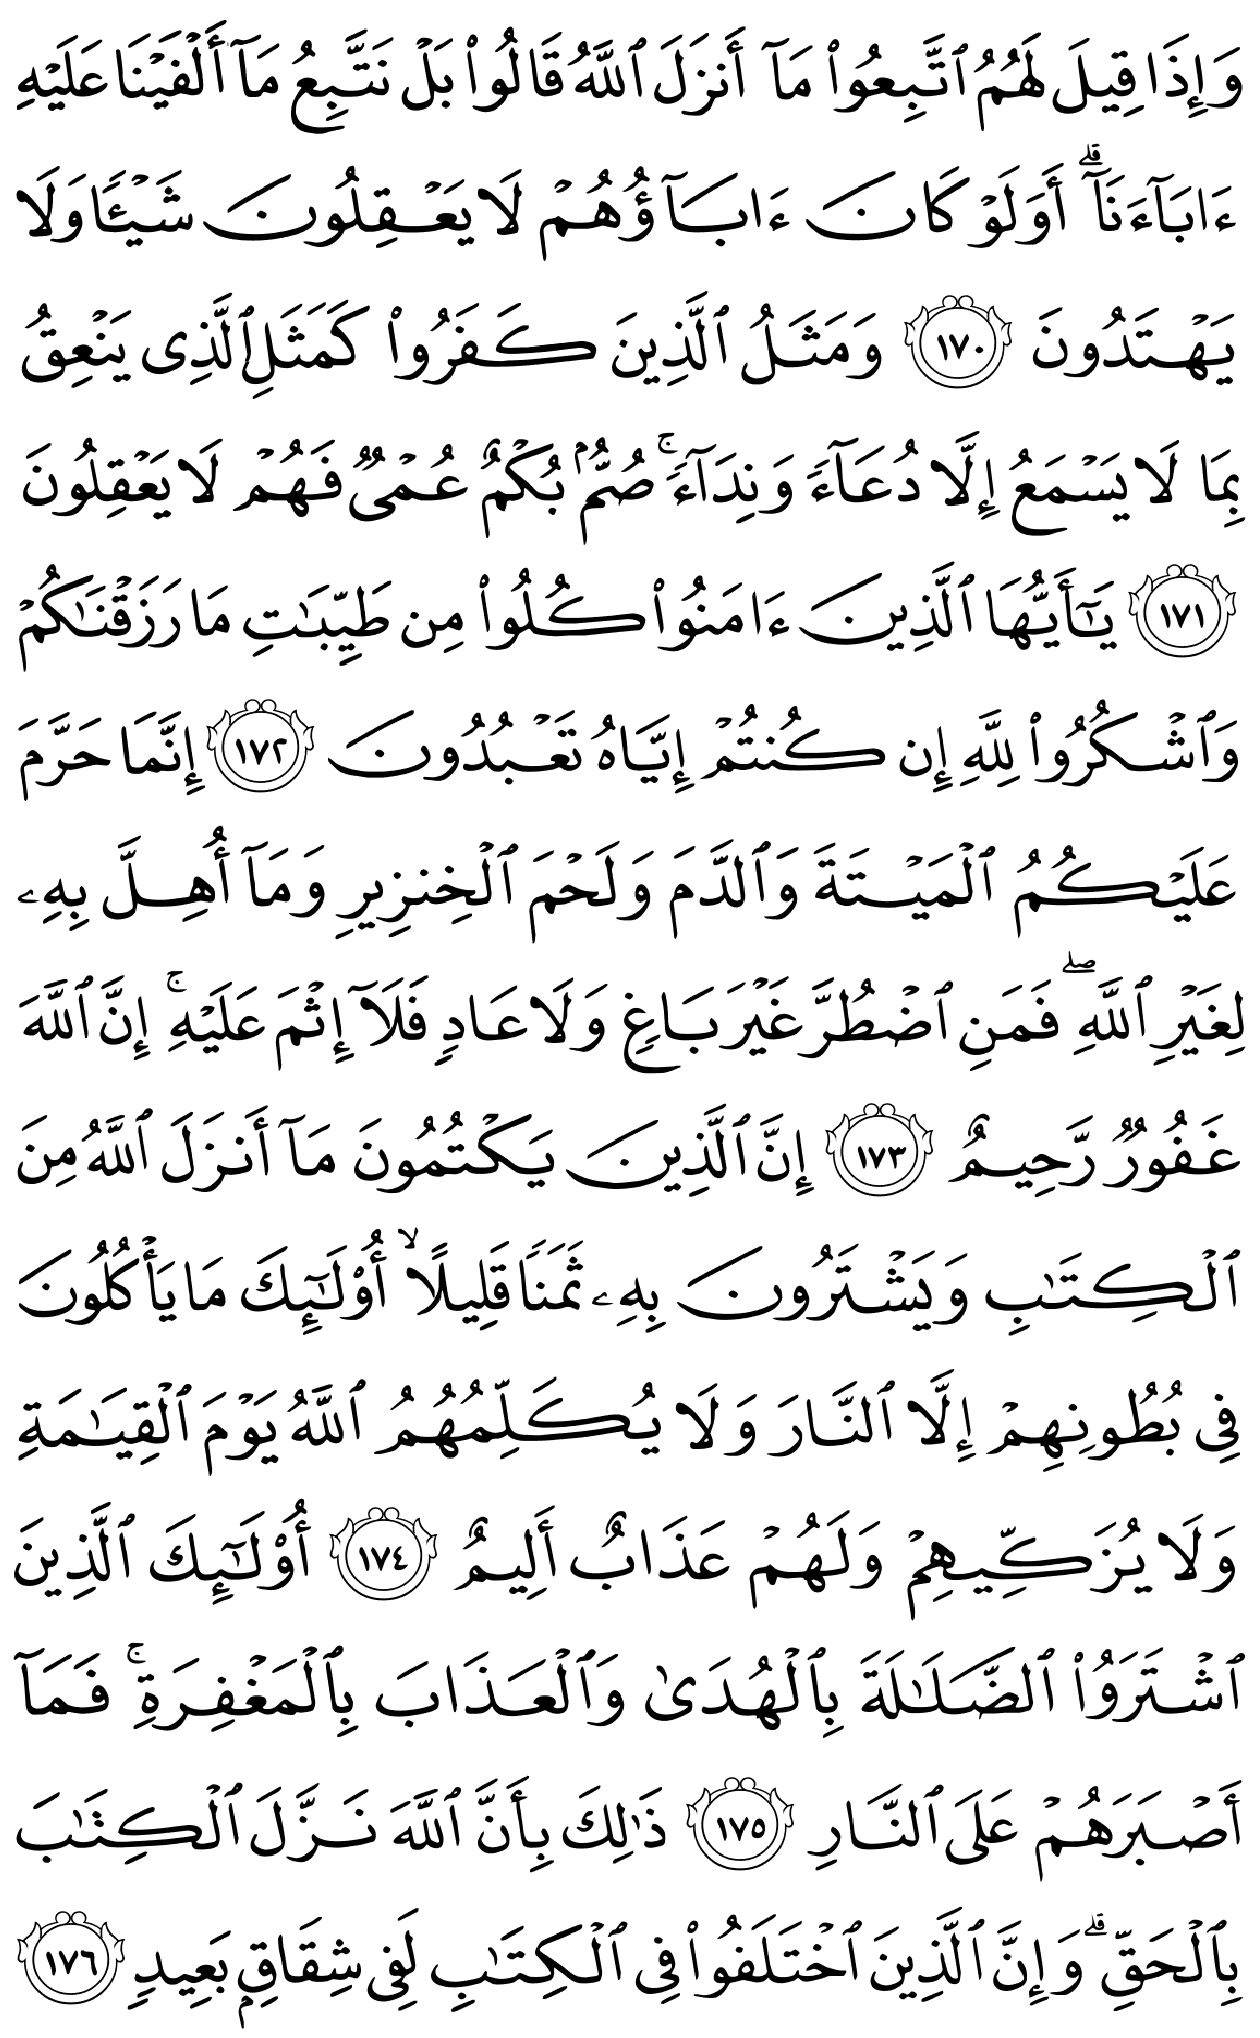 وَإِذَا قِيلَ لَهُمُ ٱتَّبِعُوا۟ مَآ أَنزَلَ ٱللَّهُ قَالُوا۟ بَلۡ نَتَّبِعُ مَآ أَلۡفَيۡنَا عَلَيۡهِ
ءَابَآءَنَآۗ أَوَلَوۡ كَانَ ءَابَآؤُهُمۡ لَا يَعۡقِلُونَ شَيۡـًٔا وَلَا
يَهۡتَدُونَ ١٧٠ وَمَثَلُ ٱلَّذِينَ كَفَرُوا۟ كَمَثَلِ ٱلَّذِى يَنۡعِقُ
بِمَا لَا يَسۡمَعُ إِلَّا دُعَآءً وَنِدَآءًۚ صُمُّۢ بُكۡمٌ عُمۡىٌ فَهُمۡ لَا يَعۡقِلُونَ
١٧١ يَـٰٓأَيُّهَا ٱلَّذِينَ ءَامَنُوا۟ كُلُوا۟ مِن طَيِّبَـٰتِ مَا رَزَقۡنَـٰكُمۡ
وَٱشۡكُرُوا۟ لِلَّهِ إِن كُنتُمۡ إِيَّاهُ تَعۡبُدُونَ ١٧٢ إِنَّمَا حَرَّمَ
عَلَيۡكُمُ ٱلۡمَيۡتَةَ وَٱلدَّمَ وَلَحۡمَ ٱلۡخِنزِيرِ وَمَآ أُهِلَّ بِهِۦ
لِغَيۡرِ ٱللَّهِۖ فَمَنِ ٱضۡطُرَّ غَيۡرَ بَاغٍ وَلَا عَادٍ فَلَآ إِثۡمَ عَلَيۡهِۚ إِنَّ ٱللَّهَ
غَفُورٌ رَّحِيمٌ ١٧٣ إِنَّ ٱلَّذِينَ يَكۡتُمُونَ مَآ أَنزَلَ ٱللَّهُ مِنَ
ٱلۡكِتَـٰبِ وَيَشۡتَرُونَ بِهِۦ ثَمَنًا قَلِيلًاۙ أُو۟لَـٰٓئِكَ مَا يَأۡكُلُونَ
فِى بُطُونِهِمۡ إِلَّا ٱلنَّارَ وَلَا يُكَلِّمُهُمُ ٱللَّهُ يَوۡمَ ٱلۡقِيَـٰمَةِ
وَلَا يُزَكِّيهِمۡ وَلَهُمۡ عَذَابٌ أَلِيمٌ ١٧٤ أُو۟لَـٰٓئِكَ ٱلَّذِينَ
ٱشۡتَرَوُا۟ ٱلضَّلَـٰلَةَ بِٱلۡهُدَىٰ وَٱلۡعَذَابَ بِٱلۡمَغۡفِرَةِۚ فَمَآ
أَصۡبَرَهُمۡ عَلَى ٱلنَّارِ ١٧٥ ذَٰلِكَ بِأَنَّ ٱللَّهَ نَزَّلَ ٱلۡكِتَـٰبَ
بِٱلۡحَقِّۗ وَإِنَّ ٱلَّذِينَ ٱخۡتَلَفُوا۟ فِى ٱلۡكِتَـٰبِ لَفِى شِقَاقٍۭ بَعِيدٍ ١٧٦